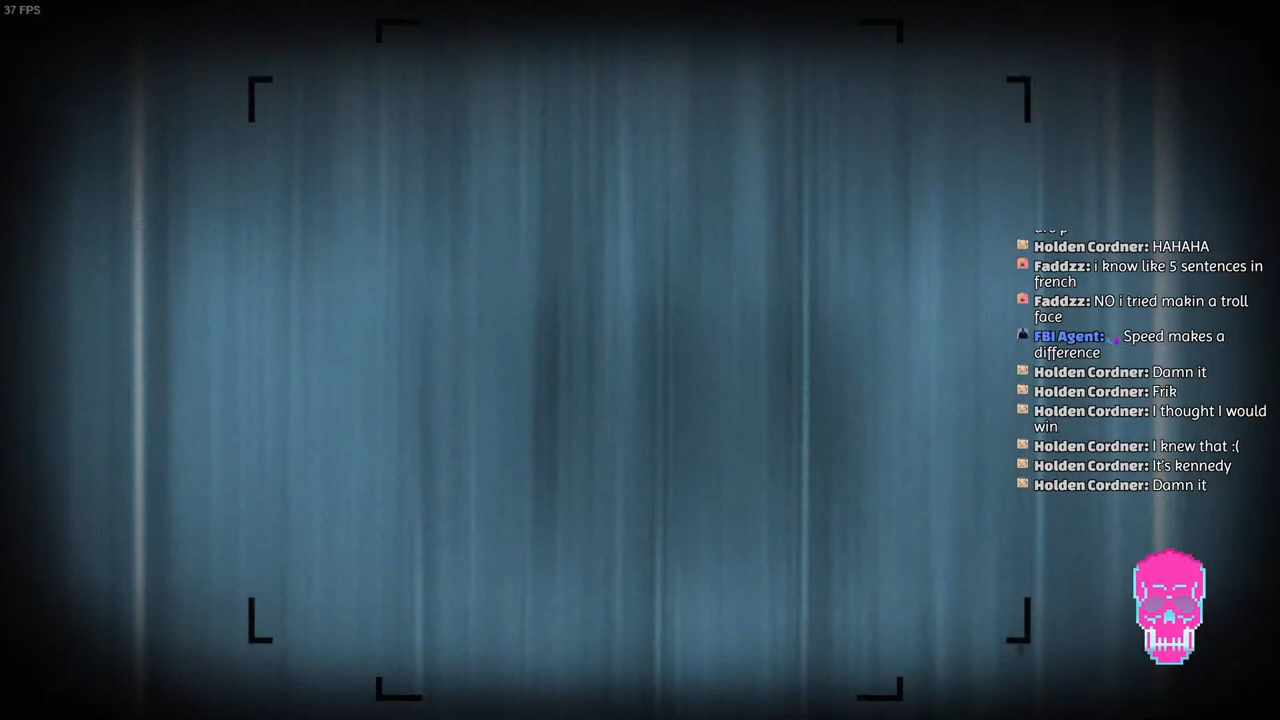 37 FPS
Holden Cordner: HAHAHA
Faddzz: i know like 5 sentences in
french
Faddzz: NO i tried makin a troll
face
FBI Agent: Speed makes a
difference
Holden Cordner: Damn it
Holden Cordner: Frik
Holden Cordner: I thought I would
win
Holden Cordner: I knew that :(
Holden Cordner: It's kennedy
Holden Cordner: Damn it